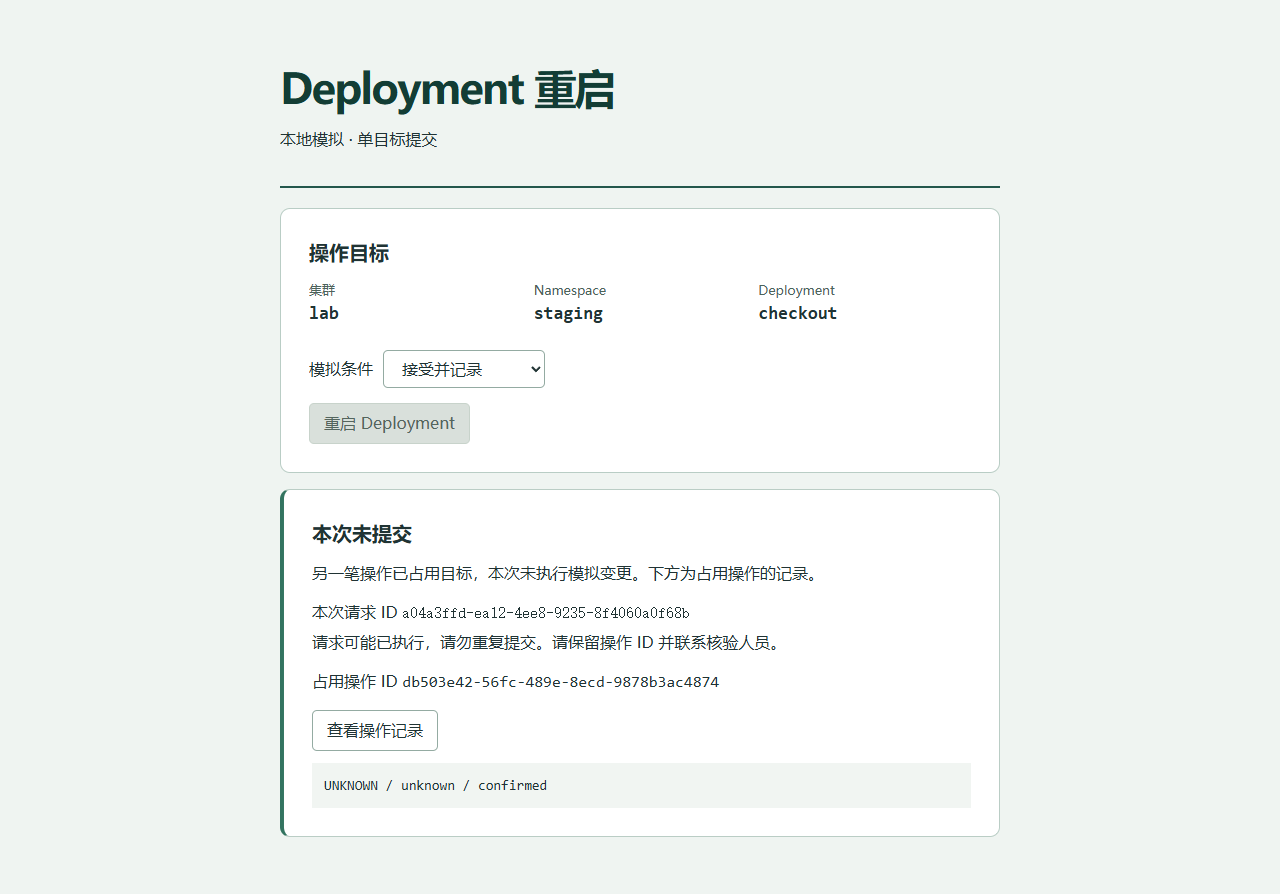 Deployment 重启
本地模拟 · 单目标提交
操作目标
集群 Namespace Deployment
lab staging checkout
模拟条件 接受并记录
重启 Deployment
本次未提交
另一笔操作已占用目标，本次未执行模拟变更。下方为占用操作的记录。
本次请求 ID a04a3ffd-ea12-4ee8-9235-8f4060a0f68b
请求可能已执行，请勿重复提交。请保留操作 ID 并联系核验人员。
占用操作 ID db503e42-56fc-489e-8ecd-9878b3ac4874
查看操作记录
UNKNOWN / unknown / confirmed